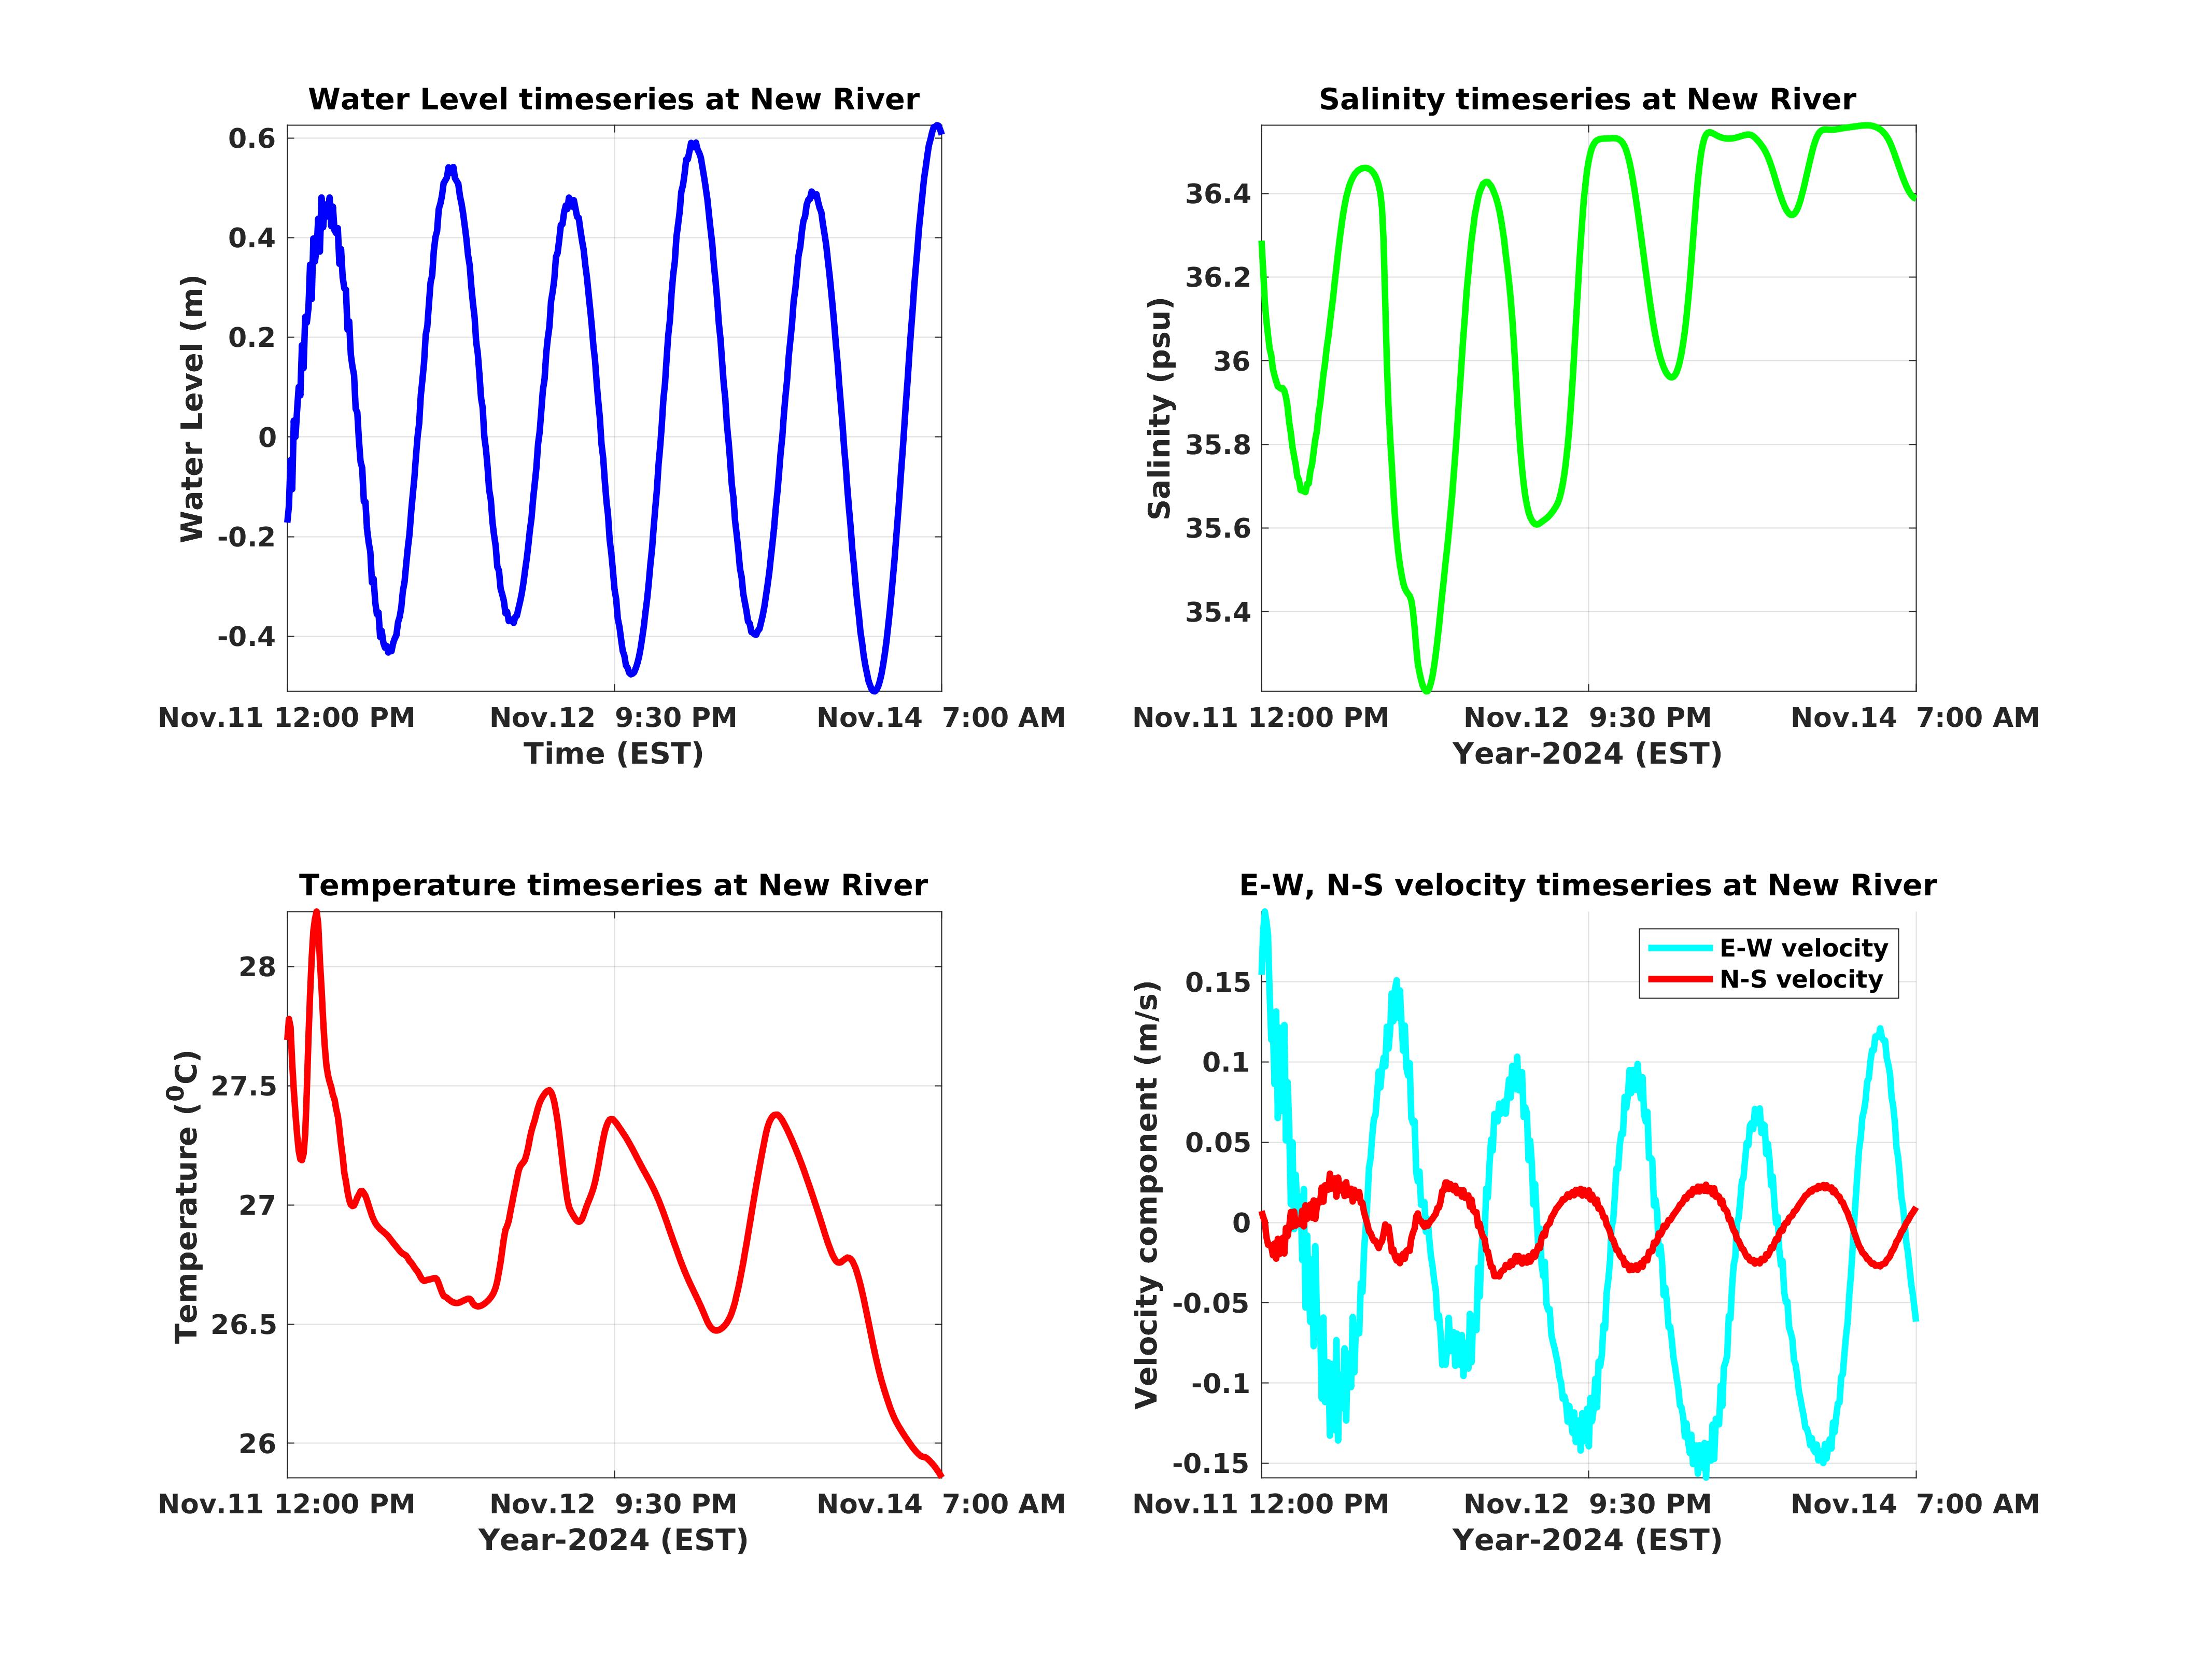 Water Level timeseries at New River
0.6
0.4
0.2
0
-0.2
-0.4
Water Level (m)
Nov.11 12:00 PM
Nov.12  9:30 PM
Nov.14  7:00 AM
Time (EST)
Salinity timeseries at New River
36.4
36.2
36
35.8
35.6
35.4
Salinity (psu)
Nov.11 12:00 PM
Nov.12  9:30 PM
Nov.14  7:00 AM
Year-2024 (EST)
Temperature timeseries at New River
28
27.5
27
26.5
26
Temperature (⁰C)
Nov.11 12:00 PM
Nov.12  9:30 PM
Nov.14  7:00 AM
Year-2024 (EST)
E-W, N-S velocity timeseries at New River
E-W velocity
N-S velocity
0.15
0.1
0.05
0
-0.05
-0.1
-0.15
Velocity component (m/s)
Nov.11 12:00 PM
Nov.12  9:30 PM
Nov.14  7:00 AM
Year-2024 (EST)